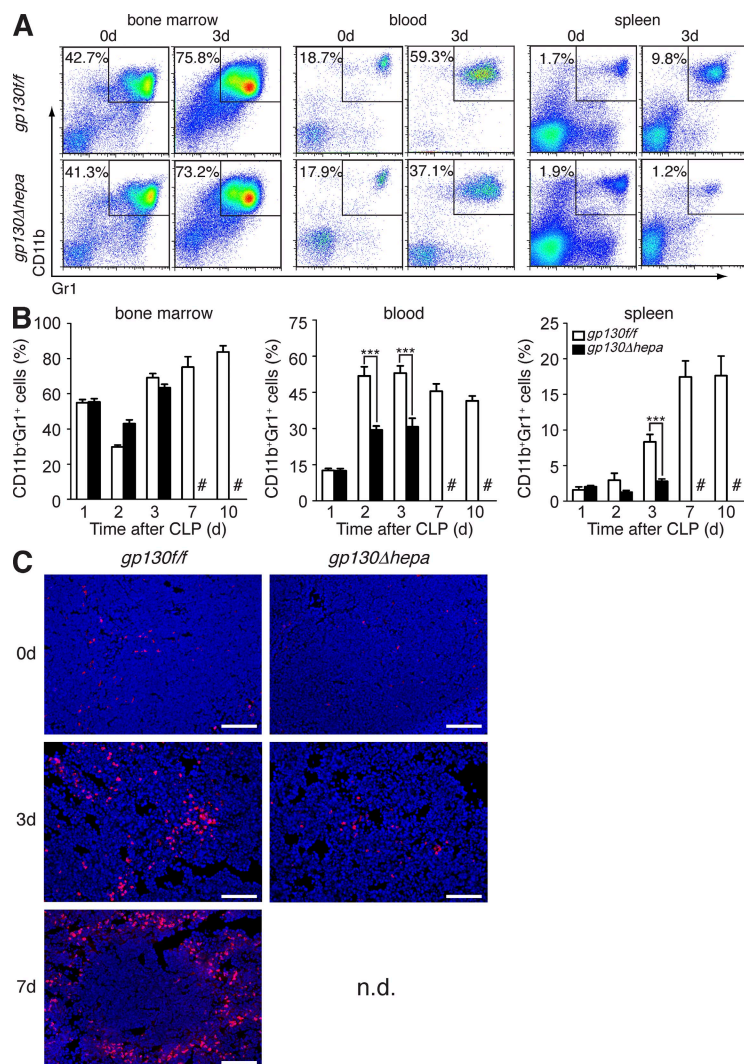 A
bone marrow blood spleen
0d 3d 0d 3d 0d 3d
gp130f/f
42.7% 75.8% 18.7% 59.3% 1.7% 9.8%
gp130Δhepa
41.3% 73.2% 17.9% 37.1% 1.9% 1.2%
CD11b
Gr1
B
bone marrow
CD11b+Gr1+ cells (%)
100
80
60
40
20
0
# #
1 2 3 7 10
Time after CLP (d)
blood
CD11b+Gr1+ cells (%)
75
60
45
30
15
0
*** ***
# #
1 2 3 7 10
Time after CLP (d)
spleen
CD11b+Gr1+ cells (%)
25
20
15
10
5
0
gp130f/f
gp130Δhepa
***
# #
1 2 3 7 10
Time after CLP (d)
C
gp130f/f gp130Δhepa
0d
3d
7d
n.d.